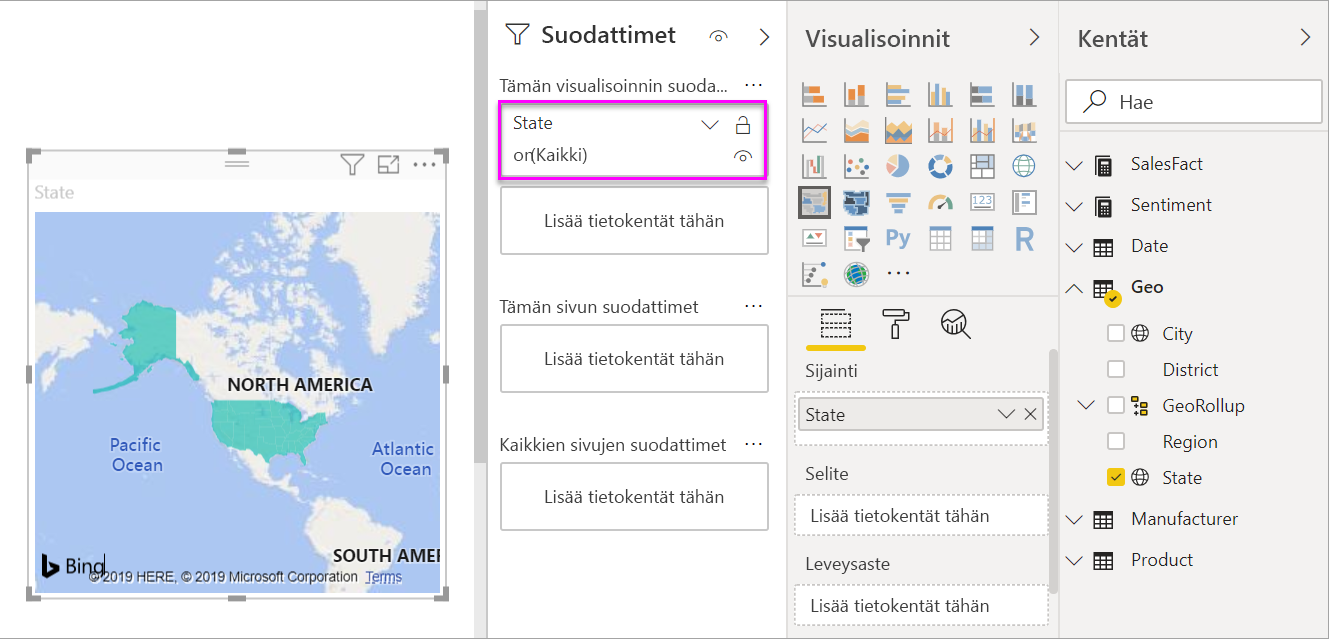 State
NORTH AMERICA
Pacific
Ocean
Atlantic
Ocean
SOUTH AMER
Bing
© 2019 HERE, © 2019 Microsoft Corporation Terms
Suodattimet
Tämän visualisoinnin suoda... ...
State
or(Kaikki)
Lisää tietokentät tähän
Tämän sivun suodattimet ...
Lisää tietokentät tähän
Kaikkien sivujen suodattimet ...
Lisää tietokentät tähän
Visualisoinnit
123
Py
R
...
Sijainti
State
Selite
Lisää tietokentät tähän
Leveysaste
Lisää tietokentät tähän
Kentät
Hae
SalesFact
Sentiment
Date
Geo
City
District
GeoRollup
Region
State
Manufacturer
Product